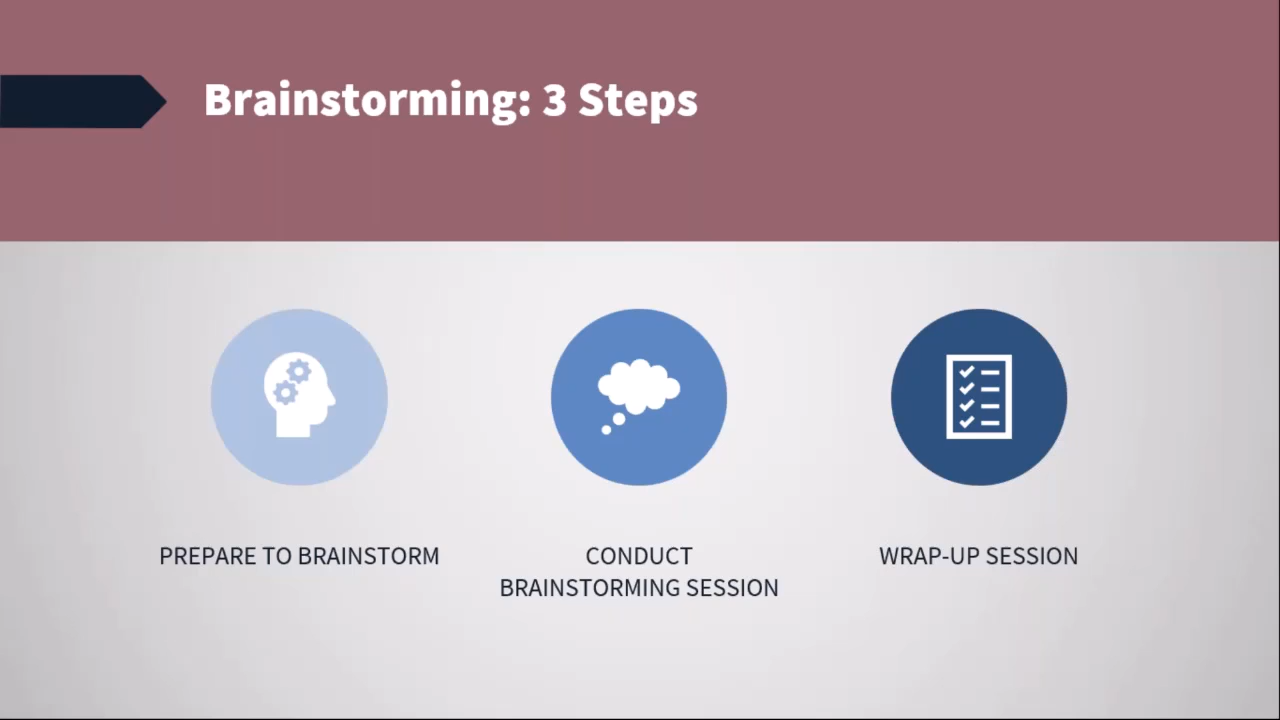 Brainstorming: 3 Steps
PREPARE TO BRAINSTORM
CONDUCT
BRAINSTORMING SESSION
WRAP-UP SESSION